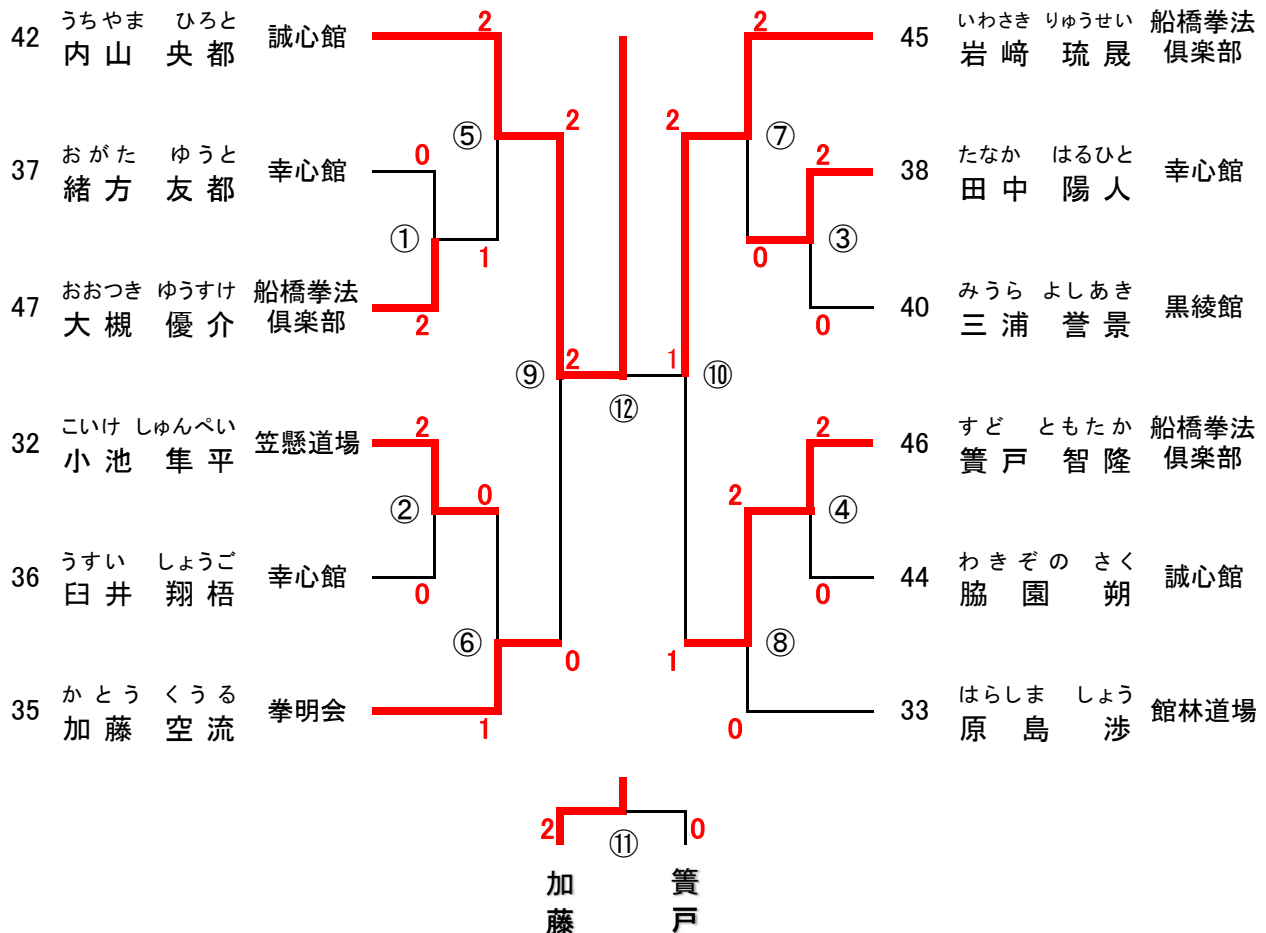 うちやま ひろと
42 内山 央都 誠心館
おがた ゆうと
37 緒方 友都 幸心館
おおつき ゆうすけ
47 大槻 優介 船橋拳法
倶楽部
こいけ しゅんぺい
32 小池 隼平 笠懸道場
うすい しょうご
36 臼井 翔梧 幸心館
かとう くうる
35 加藤 空流 拳明会
2
⑤
2
0
①
1
2
⑨
2
2
②
0
0
⑥
0
1
⑫
2
⑦
2
2
③
0
0
1
⑩
2
④
2
0
⑧
1
0
いわさき りゅうせい
45 岩﨑 琉晟 船橋拳法
倶楽部
たなか はるひと
38 田中 陽人 幸心館
みうら よしあき
40 三浦 誉景 黒綾館
すど ともたか
46 簀戸 智隆 船橋拳法
倶楽部
わきぞの さく
44 脇園 朔 誠心館
はらしま しょう
33 原島 渉 館林道場
2
⑪
0
加藤
簀戸